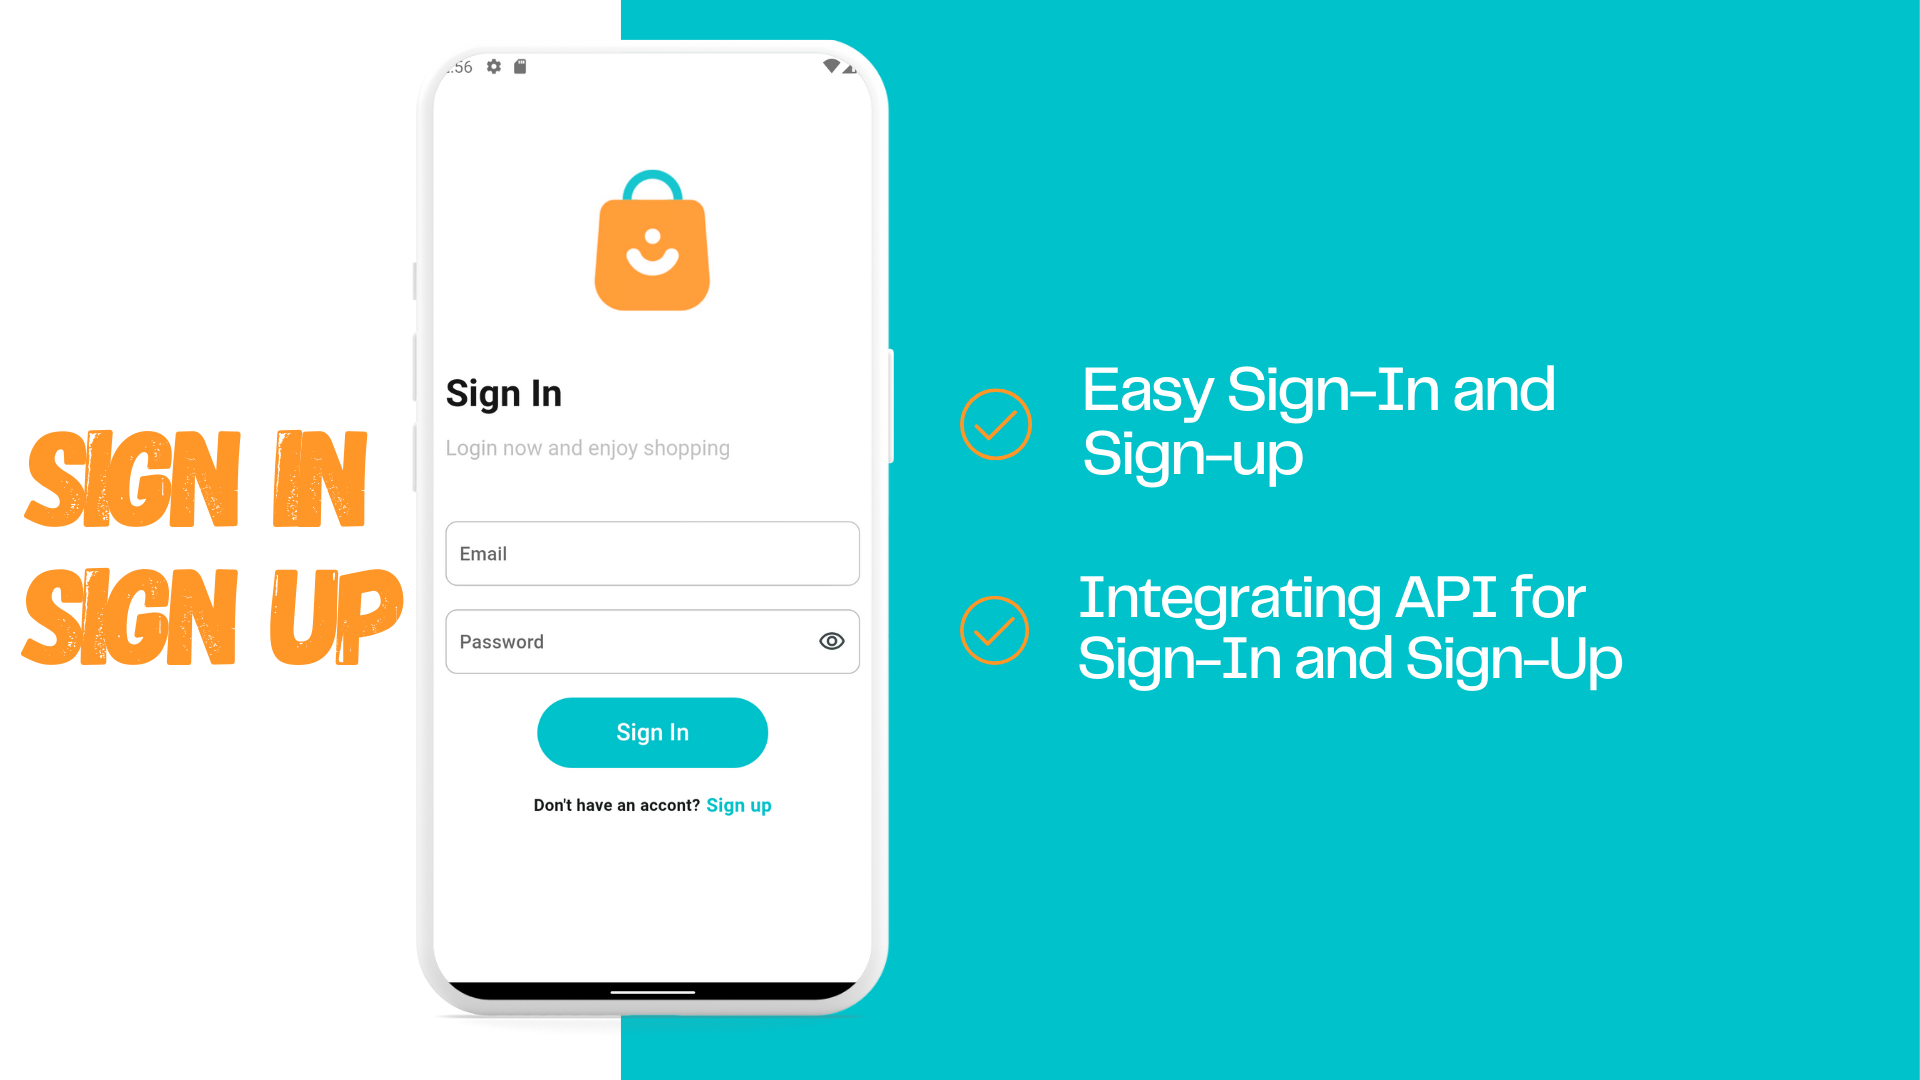 SIGN IN
SIGN UP
:56
Sign In
Login now and enjoy shopping
Email
Password
Sign In
Don't have an accont? Sign up
Easy Sign-In and
Sign-up
Integrating API for
Sign-In and Sign-Up